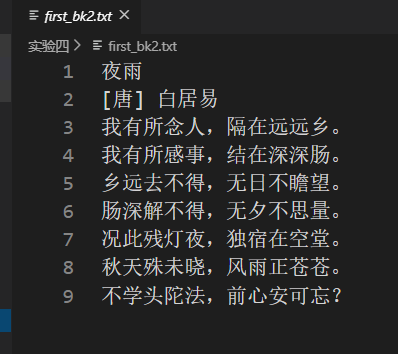 first_bk2.txt ×
实验四 > first_bk2.txt
1 夜雨
2 [唐] 白居易
3 我有所念人，隔在远远乡。
4 我有所感事，结在深深肠。
5 乡远去不得，无日不瞻望。
6 肠深解不得，无夕不思量。
7 况此残灯夜，独宿在空堂。
8 秋天殊未晓，风雨正苍苍。
9 不学头陀法，前心安可忘？